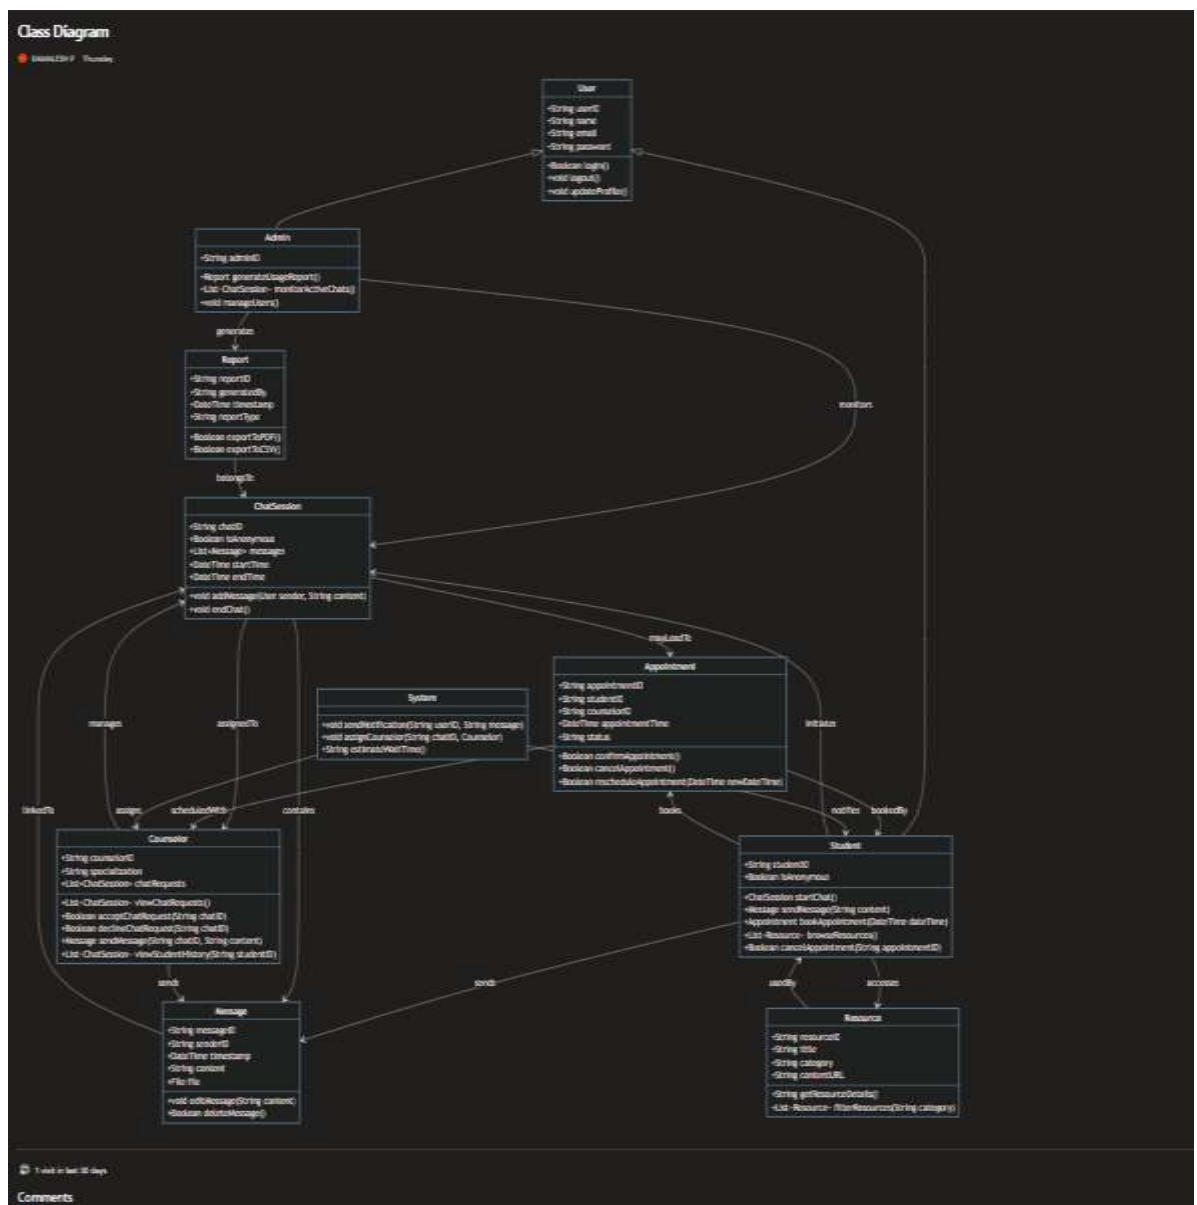 Class Diagram
Thursday
User
+String userID
+String name
+String email
+String password
+Boolean login()
+void logout()
+void updateProfile()
Admin
+String adminID
+Report generateUsageReport()
+List~ChatSession~ monitorActiveChats()
+void manageUsers()
generates
Report
+String reportID
+String generatedBy
+DateTime timestamp
+String reportType
+Boolean exportToPDF()
+Boolean exportToCSV()
monitors
belongsTo
ChatSession
+String chatID
+Boolean isAnonymous
+List<Message> messages
+DateTime startTime
+DateTime endTime
+void addMessage(User sender, String content)
+void endChat()
mayLeadTo
Appointment
+String appointmentID
+String studentID
+String counselorID
+DateTime appointmentTime
+String status
+Boolean confirmAppointment()
+Boolean cancelAppointment()
+Boolean rescheduleAppointment(DateTime newDateTime)
System
+void sendNotification(String userID, String message)
+void assignCounselor(String chatID, Counselor)
+String estimateWaitTime()
manages
assignedTo
initiates
linkedTo
assigns
scheduledWith
contains
books
notifies
bookedBy
Counselor
+String counselorID
+String specialization
+List<ChatSession> chatRequests
+List~ChatSession~ viewChatRequests()
+Boolean acceptChatRequest(String chatID)
+Boolean declineChatRequest(String chatID)
+Message sendMessage(String chatID, String content)
+List~ChatSession~ viewStudentHistory(String studentID)
Student
+String studentID
+Boolean isAnonymous
+ChatSession startChat()
+Message sendMessage(String content)
+Appointment bookAppointment(DateTime dateTime)
+List~Resource~ browseResources()
+Boolean cancelAppointment(String appointmentID)
sends
sends
usedBy
accesses
Message
+String messageID
+String senderID
+DateTime timestamp
+String content
+File file
+void editMessage(String content)
+Boolean deleteMessage()
Resources
+String resourceID
+String title
+String category
+String contentURL
+String getResourceDetails()
+List~Resource~ filterResources(String category)
1 visit in last 30 days
Comments